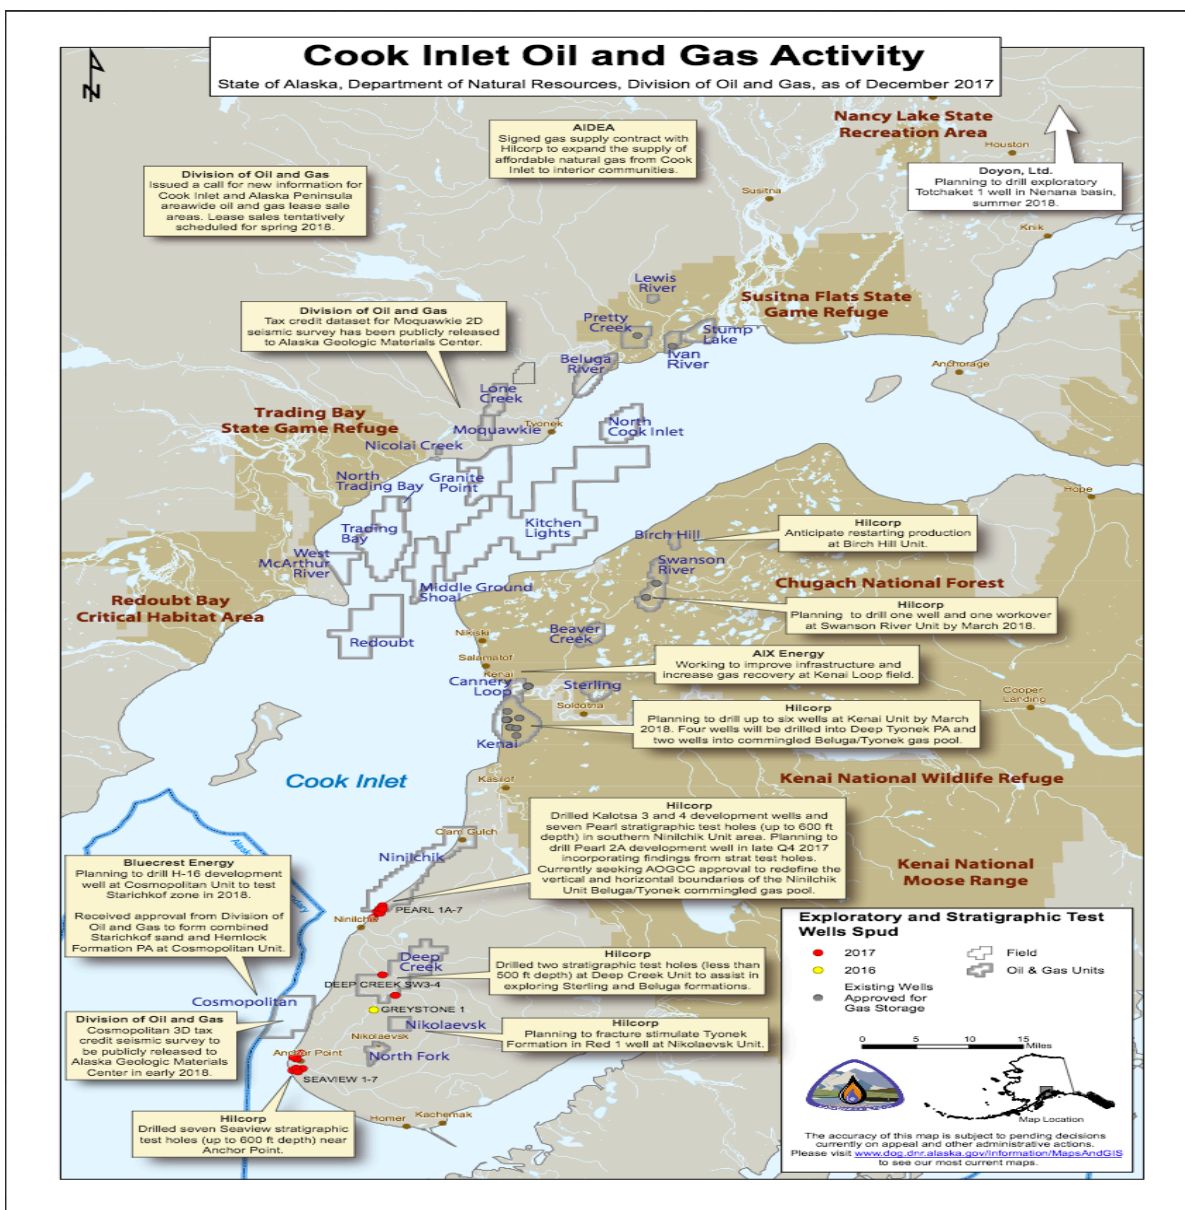 Cook Inlet Oil and Gas Activity
State of Alaska, Department of Natural Resources, Division of Oil and Gas, as of December 2017
N
Nancy Lake State
Recreation Area
Houston
AIDEA
Signed gas supply contract with
Hilcorp to expand the supply of
affordable natural gas from Cook
Inlet to interior communities.
Doyon, Ltd.
Planning to drill exploratory
Totchaket 1 well in Nenana basin,
summer 2018.
Division of Oil and Gas
Issued a call for new information for
Cook Inlet and Alaska Peninsula
areawide oil and gas lease sale
areas. Lease sales tentatively
scheduled for spring 2018.
Susitna
Knik
Lewis
River
Susitna Flats State
Game Refuge
Division of Oil and Gas
Tax credit dataset for Moquawkie 2D
seismic survey has been publicly released
to Alaska Geologic Materials Center.
Pretty
Creek
Stump
Lake
Ivan
River
Beluga
River
Anchorage
Lone
Creek
Trading Bay
State Game Refuge
Moquawkie
Tyonek
North
Cook Inlet
Nicolai Creek
North
Trading Bay
Granite
Point
Hope
Trading
Bay
Kitchen
Lights
Birch Hill
Hilcorp
Anticipate restarting production
at Birch Hill Unit.
West
McArthur
River
Swanson
River
Chugach National Forest
Middle Ground
Shoal
Redoubt Bay
Critical Habitat Area
Hilcorp
Planning to drill one well and one workover
at Swanson River Unit by March 2018.
Redoubt
Nikiski
Beaver
Creek
Salamatof
Kenai
AIX Energy
Working to improve infrastructure and
increase gas recovery at Kenai Loop field.
Cannery
Loop
Sterling
Soldotna
Cooper
Landing
Hilcorp
Planning to drill up to six wells at Kenai Unit by March
2018. Four wells will be drilled into Deep Tyonek PA and
two wells into commingled Beluga/Tyonek gas pool.
Kenai
Cook Inlet
Kasilof
Kenai National Wildlife Refuge
Hilcorp
Drilled Kalotsa 3 and 4 development wells and
seven Pearl stratigraphic test holes (up to 600 ft
depth) in southern Ninilchik Unit area. Planning to
drill Pearl 2A development well in late Q4 2017
incorporating findings from strat test holes.
Currently seeking AOGCC approval to redefine the
vertical and horizontal boundaries of the Ninilchik
Unit Beluga/Tyonek commingled gas pool.
Clam Gulch
Ninilchik
Kenai National
Moose Range
Bluecrest Energy
Planning to drill H-16 development
well at Cosmopolitan Unit to test
Starichkof zone in 2018.
Received approval from Division of
Oil and Gas to form combined
Starichkof sand and Hemlock
Formation PA at Cosmopolitan Unit.
PEARL 1A-7
Ninilchik
Deep
Creek
Hilcorp
Drilled two stratigraphic test holes (less than
500 ft depth) at Deep Creek Unit to assist in
exploring Sterling and Beluga formations.
DEEP CREEK SW3-4
Cosmopolitan
GREYSTONE 1
Nikolaevsk
Nikolaevsk
Hilcorp
Planning to fracture stimulate Tyonek
Formation in Red 1 well at Nikolaevsk Unit.
Division of Oil and Gas
Cosmopolitan 3D tax
credit seismic survey to
be publicly released to
Alaska Geologic Materials
Center in early 2018.
Anchor Point
North Fork
SEAVIEW 1-7
Hilcorp
Drilled seven Seaview stratigraphic
test holes (up to 600 ft depth) near
Anchor Point.
Homer
Kachemak
Exploratory and Stratigraphic Test
Wells Spud
2017
Field
2016
Oil & Gas Units
Existing Wells
Approved for
Gas Storage
0 5 10 15
Miles
Map Location
The accuracy of this map is subject to pending decisions
currently on appeal and other administrative actions.
Please visit www.dog.dnr.alaska.gov/Information/MapsAndGIS
to see our most current maps.